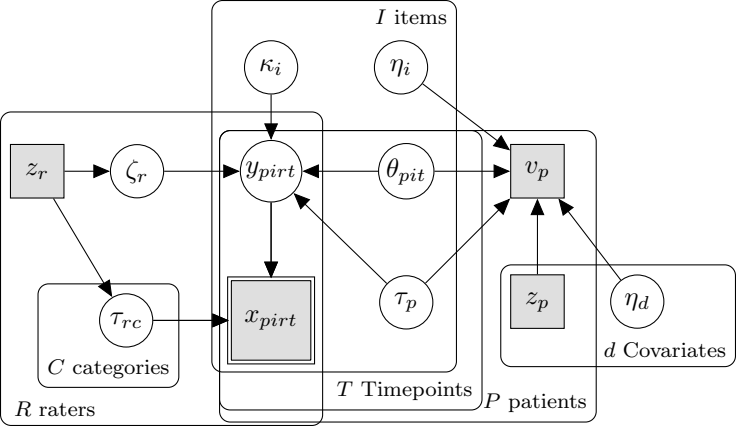 I items
κ_i
η_i
z_r
ζ_r
y_pirt
θ_pit
v_p
τ_rc
x_pirt
τ_p
z_p
η_d
C categories
d Covariates
T Timepoints
P patients
R raters